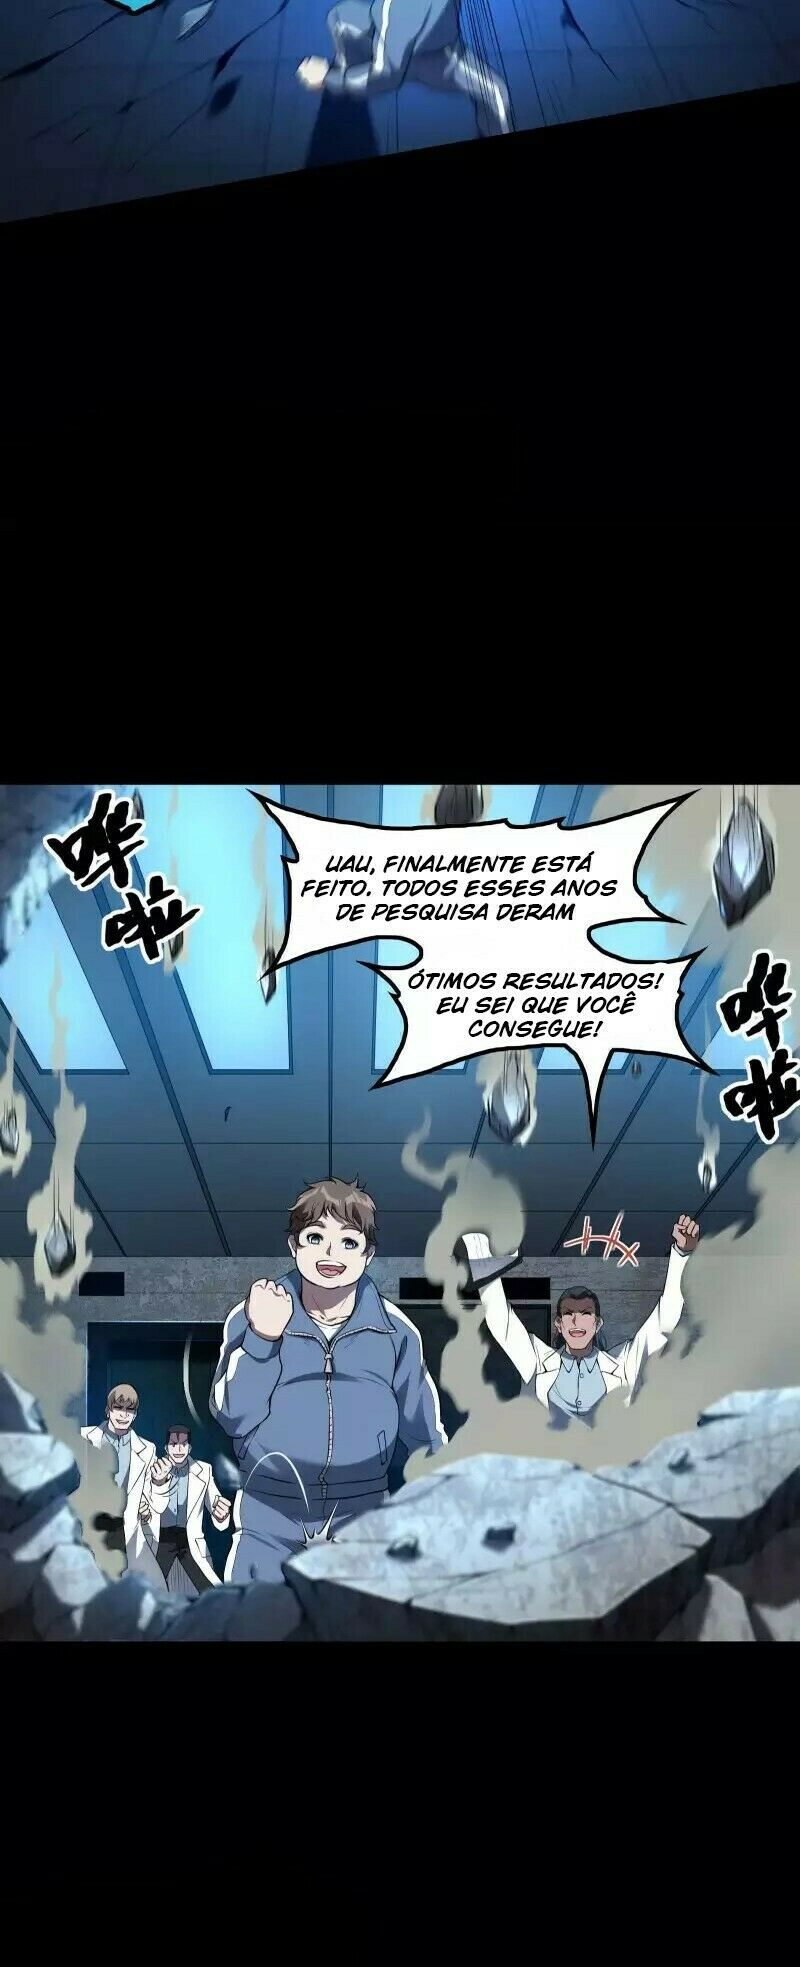 哗
啦
UAU, FINALMENTE ESTÁ
FEITO. TODOS ESSES ANOS
DE PESQUISA DERAM
ÓTIMOS RESULTADOS!
EU SEI QUE VOCÊ
CONSEGUE!
哗
啦